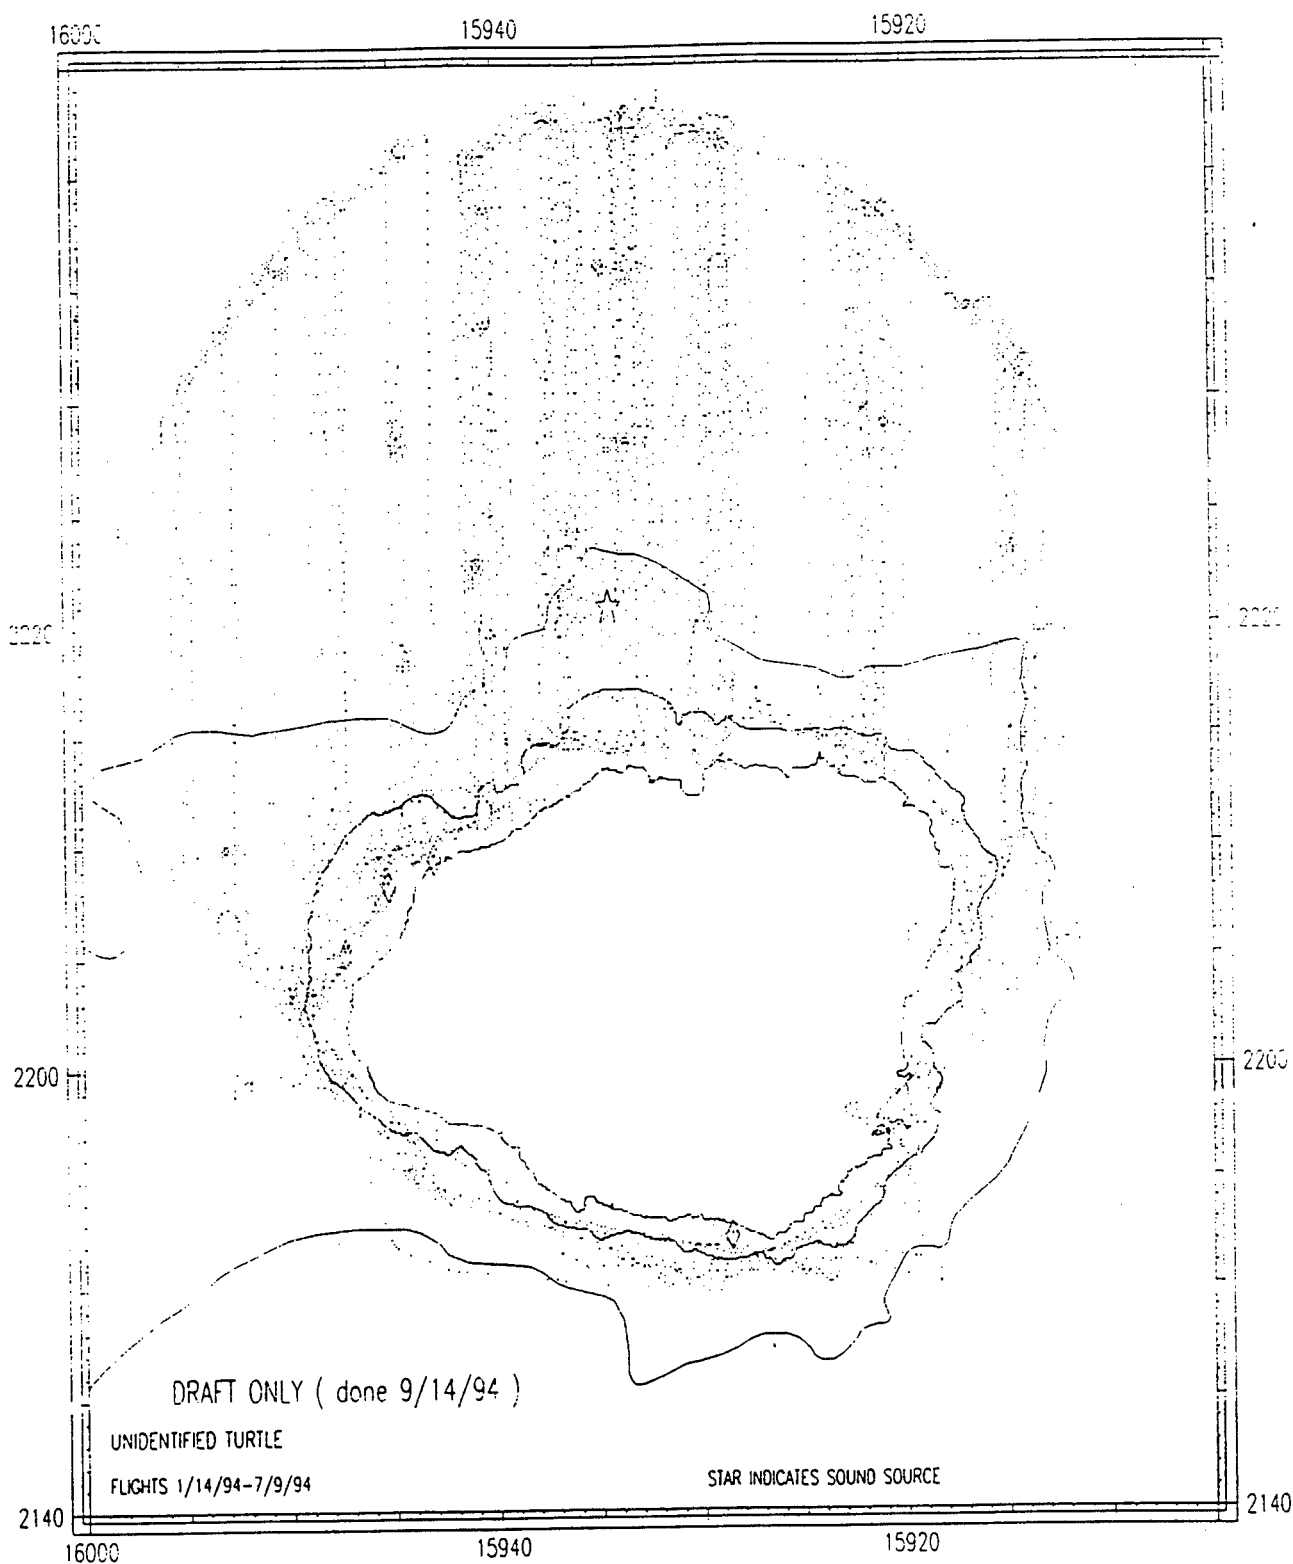 16000 15940 15920
2220 2220
2200 2200
DRAFT ONLY ( done 9/14/94 )
UNIDENTIFIED TURTLE
FLIGHTS 1/14/94-7/9/94
STAR INDICATES SOUND SOURCE
2140 2140
16000 15940 15920